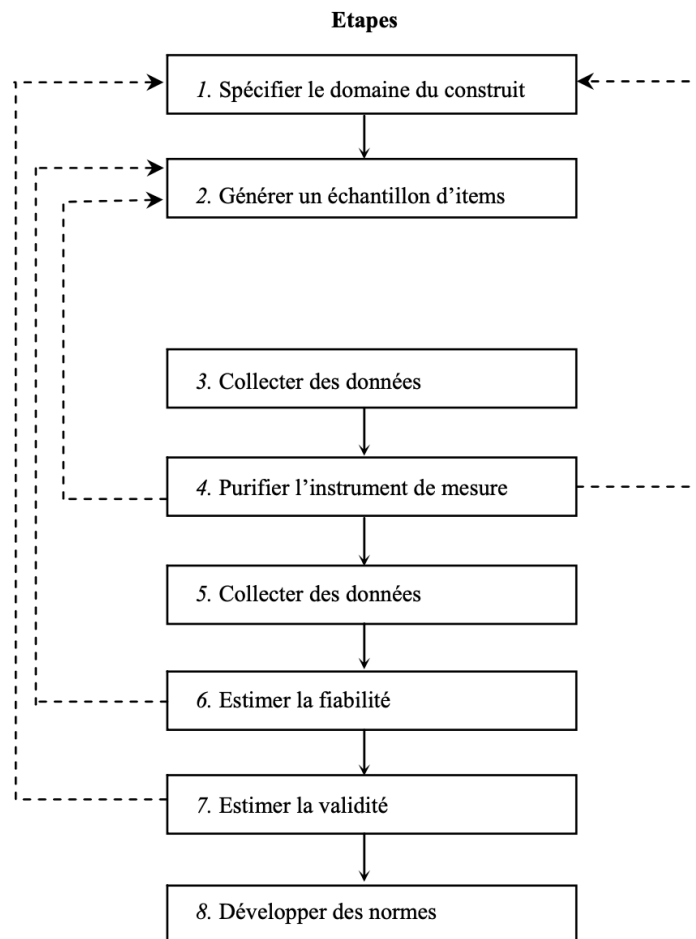 Etapes
1. Spécifier le domaine du construit
2. Générer un échantillon d’items
3. Collecter des données
4. Purifier l’instrument de mesure
5. Collecter des données
6. Estimer la fiabilité
7. Estimer la validité
8. Développer des normes